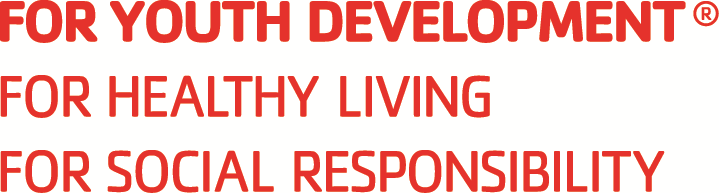 FOR YOUTH DEVELOPMENT®
FOR HEALTHY LIVING
FOR SOCIAL RESPONSIBILITY